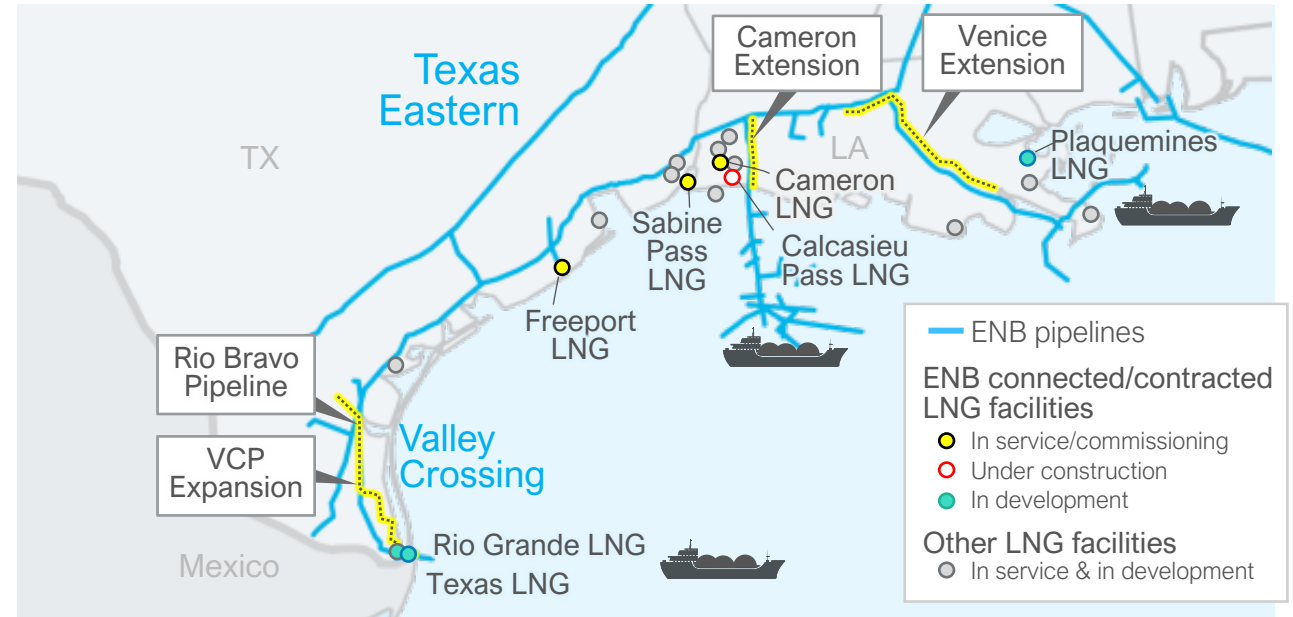 Cameron
Extension
Venice
Extension
Texas
Eastern
TX
LA
Plaquemines
LNG
Cameron
LNG
Sabine
Pass
LNG
Calcasieu
Pass LNG
Freeport
LNG
Rio Bravo
Pipeline
VCP
Expansion
Valley
Crossing
Rio Grande LNG
Texas LNG
Mexico
ENB pipelines
ENB connected/contracted
LNG facilities
In service/commissioning
Under construction
In development
Other LNG facilities
In service & in development